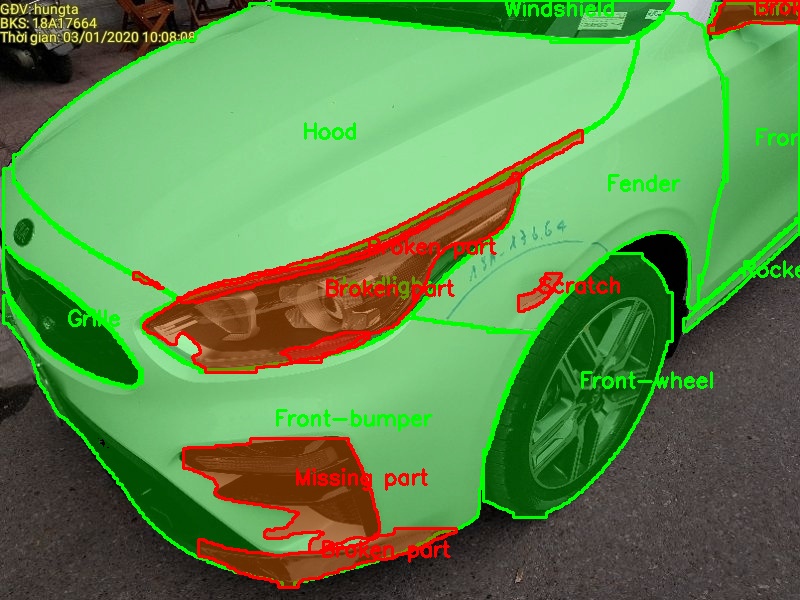 GĐV: hungta
BKS: 18A17664
Thời gian: 03/01/2020 10:08:08
Windshield
Hood
Fender
Broken part
Broken part
Scratch
Grille
Front-wheel
Front-bumper
Missing part
Broken part